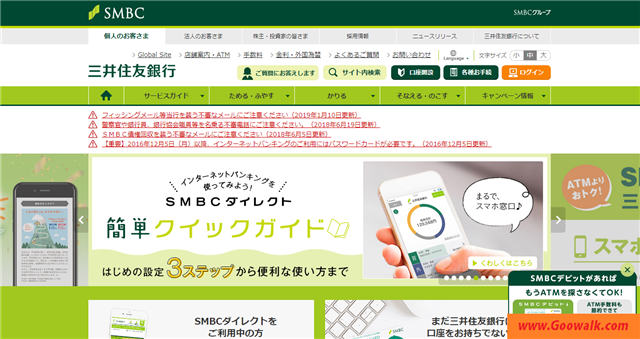 SMBC
SMBCグループ
個人のお客さま 法人のお客さま 株主・投資家の皆さま 採用情報 ニュースリリース 三井住友銀行について
Global Site 店舗案内・ATM 手数料 金利・外国為替 よくあるご質問 お問い合わせ Language 文字サイズ 小 中 大
三井住友銀行 ご質問にお答えします サイト内検索 口座開設 各種お手続 ログイン
サービスガイド ためる・ふやす かりる そなえる・のこす キャンペーン情報
フィッシングメール等当行を装う不審なメールにご注意ください（2019年1月10日更新）
警察官や銀行員、銀行協会職員等を名乗る不審電話にご注意ください。（2018年6月19日更新）
ＳＭＢＣ債権回収を装う不審なメールにご注意ください（2018年6月5日更新）
【重要】2016年12月5日（月）以降、インターネットバンキングのご利用にはパスワードカードが必要です。（2016年12月5日更新）
インターネットバンキングを
使ってみよう！
SMBCダイレクト
簡単クイックガイド
はじめの設定3ステップから便利な使い方まで
まるで、
スマホ窓口♪
くわしくはこちら
ATMより
おトク！
スマホ
SMBCデビットがあれば
もうATMを探さなくてOK!
SMBCデビット
ATM手数料も
節約できて
www.Goowalk.com
SMBCダイレクトを
ご利用中の方
まだ三井住友銀行に
口座をお持ちでない